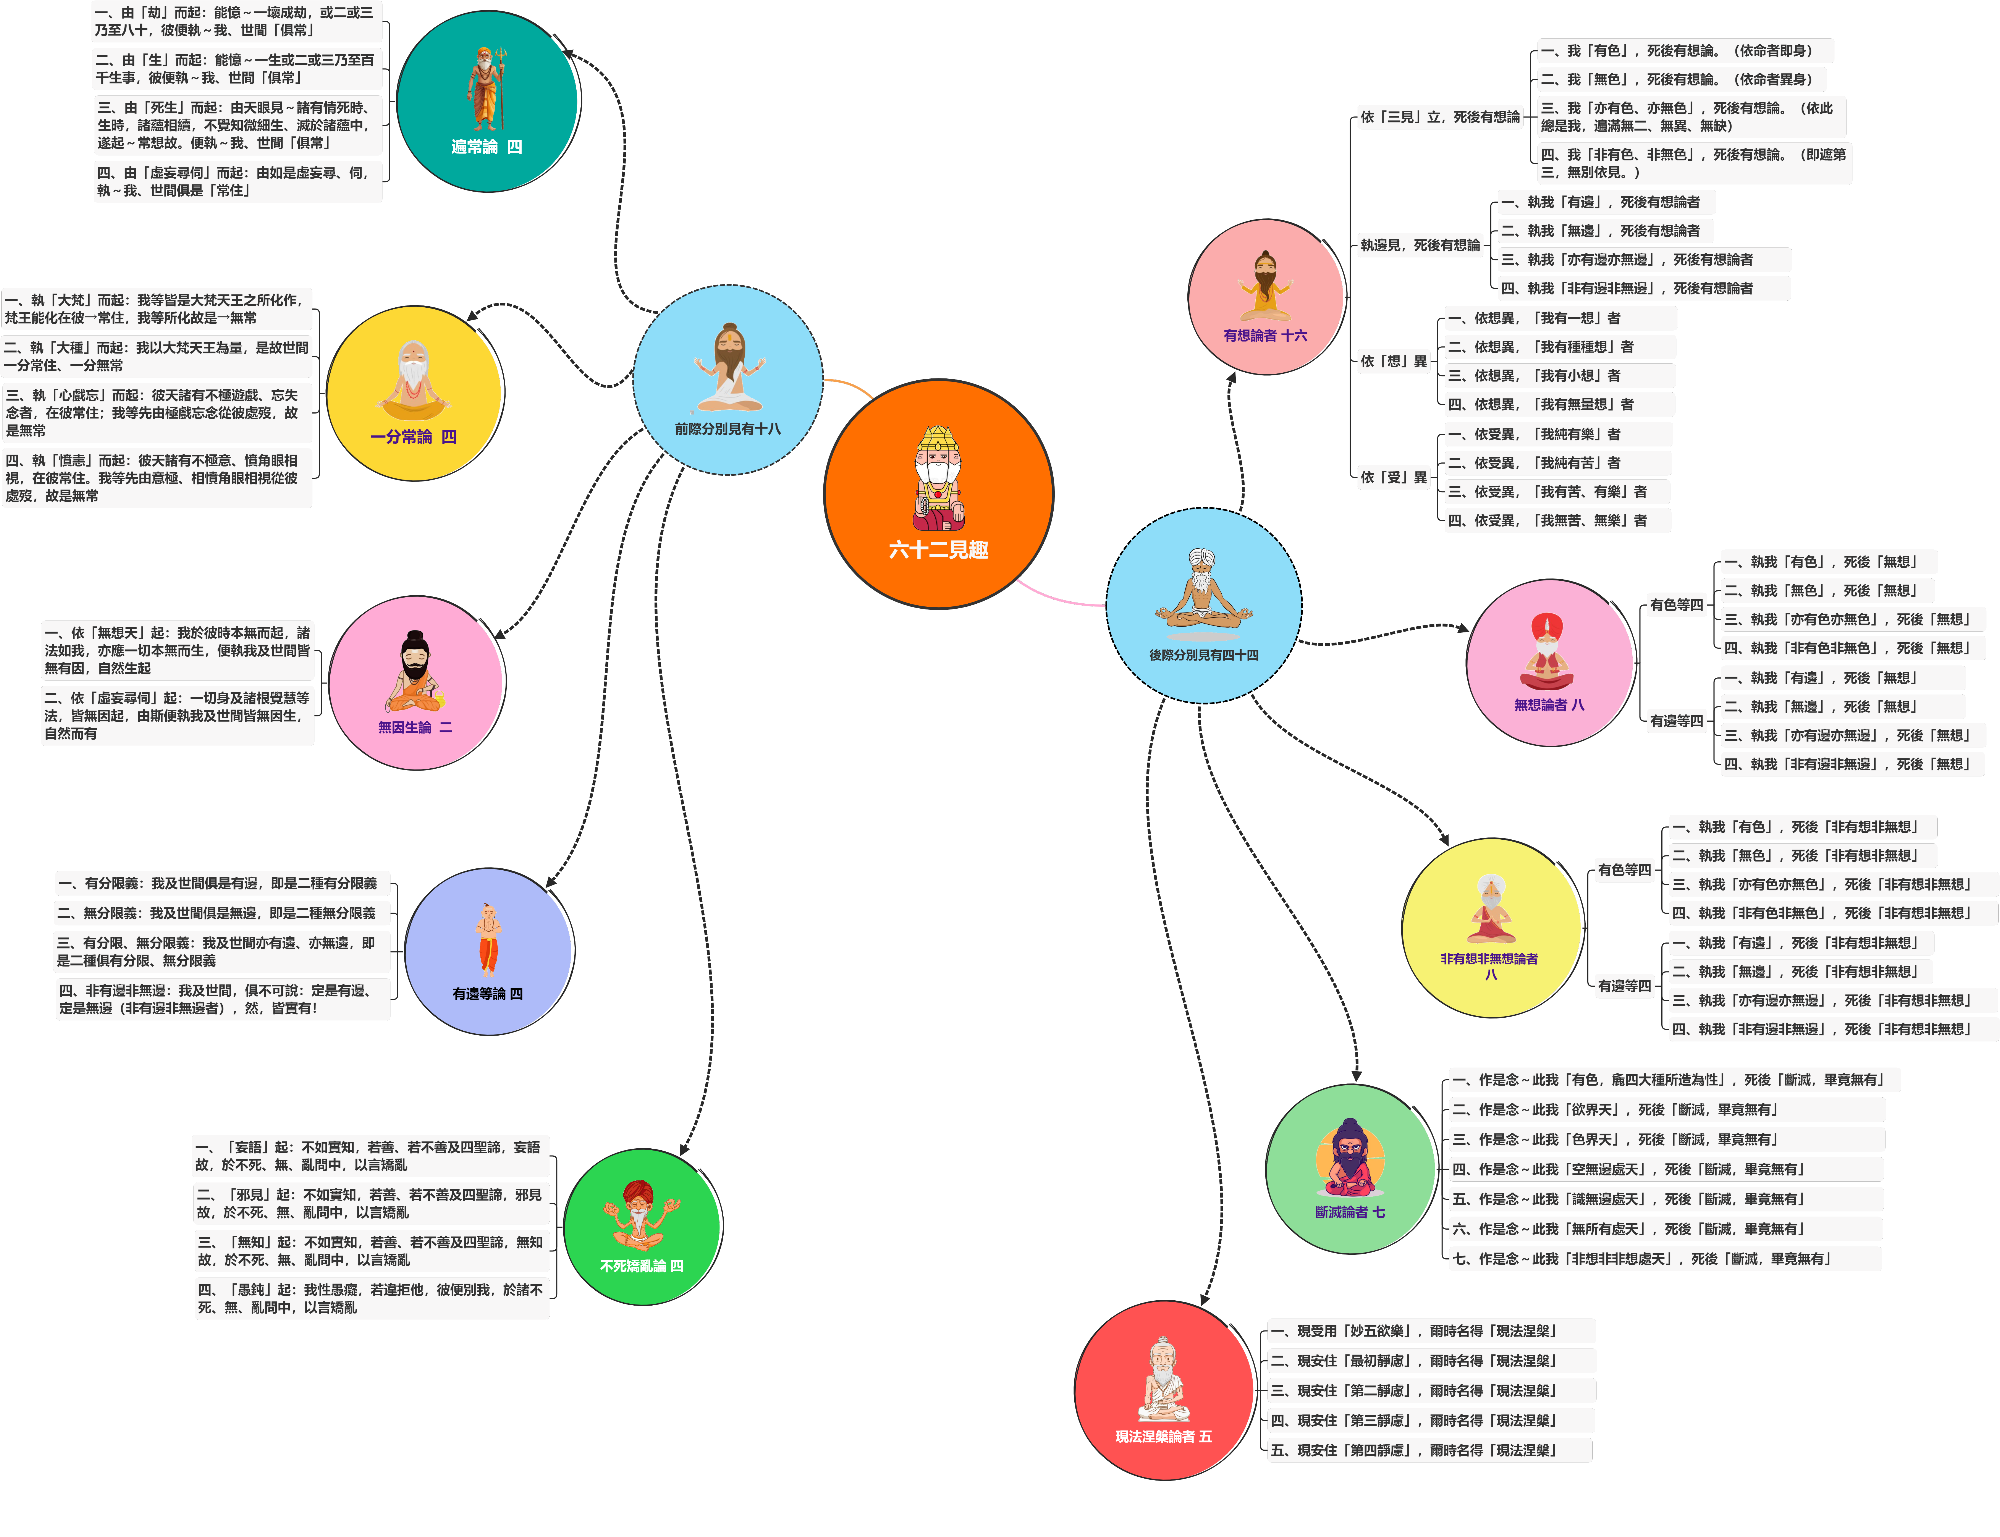 六十二見趣
前際分別見有十八
遍常論 四
一、由「劫」而起：能憶～一壞成劫，或二或三
乃至八十，彼便執～我、世間「俱常」
二、由「生」而起：能憶～一生或二或三乃至百
千生事，彼便執～我、世間「俱常」
三、由「死生」而起：由天眼見～諸有情死時、
生時，諸蘊相續，不覺知微細生、滅於諸蘊中，
遂起～常想故。便執～我、世間「俱常」
四、由「虛妄尋伺」而起：由如是虛妄尋、伺，
執～我、世間俱是「常住」
一分常論 四
一、執「大梵」而起：我等皆是大梵天王之所化作，
梵王能化在彼→常住，我等所化故是→無常
二、執「大種」而起：我以大梵天王為量，是故世間
一分常住、一分無常
三、執「心戲忘」而起：彼天諸有不極遊戲、忘失
念者，在彼常住；我等先由極戲忘念從彼處歿，故
是無常
四、執「憤恚」而起：彼天諸有不極意、憤角眼相
視，在彼常住。我等先由意極、相憤角眼相視從彼
處歿，故是無常
無因生論 二
一、依「無想天」起：我於彼時本無而起，諸
法如我，亦應一切本無而生，便執我及世間皆
無有因，自然生起
二、依「虛妄尋伺」起：一切身及諸根覺慧等
法，皆無因起，由斯便執我及世間皆無因生，
自然而有
有邊等論 四
一、有分限義：我及世間俱是有邊，即是二種有分限義
二、無分限義：我及世間俱是無邊，即是二種無分限義
三、有分限、無分限義：我及世間亦有邊、亦無邊，即
是二種俱有分限、無分限義
四、非有邊非無邊：我及世間，俱不可說：定是有邊、
定是無邊（非有邊非無邊者），然，皆實有！
不死矯亂論 四
一、「妄語」起：不如實知，若善、若不善及四聖諦，妄語
故，於不死、無、亂問中，以言矯亂
二、「邪見」起：不如實知，若善、若不善及四聖諦，邪見
故，於不死、無、亂問中，以言矯亂
三、「無知」起：不如實知，若善、若不善及四聖諦，無知
故，於不死、無、亂問中，以言矯亂
四、「愚鈍」起：我性愚癡，若違拒他，彼便別我，於諸不
死、無、亂問中，以言矯亂
後際分別見有四十四
有想論者 十六
依「三見」立，死後有想論
一、我「有色」，死後有想論。（依命者即身）
二、我「無色」，死後有想論。（依命者異身）
三、我「亦有色、亦無色」，死後有想論。（依此
總是我，遍滿無二、無異、無缺）
四、我「非有色、非無色」，死後有想論。（即遮第
三，無別依見。）
執邊見，死後有想論
一、執我「有邊」，死後有想論者
二、執我「無邊」，死後有想論者
三、執我「亦有邊亦無邊」，死後有想論者
四、執我「非有邊非無邊」，死後有想論者
依「想」異
一、依想異，「我有一想」者
二、依想異，「我有種種想」者
三、依想異，「我有小想」者
四、依想異，「我有無量想」者
依「受」異
一、依受異，「我純有樂」者
二、依受異，「我純有苦」者
三、依受異，「我有苦、有樂」者
四、依受異，「我無苦、無樂」者
無想論者 八
有色等四
一、執我「有色」，死後「無想」
二、執我「無色」，死後「無想」
三、執我「亦有色亦無色」，死後「無想」
四、執我「非有色非無色」，死後「無想」
有邊等四
一、執我「有邊」，死後「無想」
二、執我「無邊」，死後「無想」
三、執我「亦有邊亦無邊」，死後「無想」
四、執我「非有邊非無邊」，死後「無想」
非有想非無想論者
八
有色等四
一、執我「有色」，死後「非有想非無想」
二、執我「無色」，死後「非有想非無想」
三、執我「亦有色亦無色」，死後「非有想非無想」
四、執我「非有色非無色」，死後「非有想非無想」
有邊等四
一、執我「有邊」，死後「非有想非無想」
二、執我「無邊」，死後「非有想非無想」
三、執我「亦有邊亦無邊」，死後「非有想非無想」
四、執我「非有邊非無邊」，死後「非有想非無想」
斷滅論者 七
一、作是念～此我「有色，麁四大種所造為性」，死後「斷滅，畢竟無有」
二、作是念～此我「欲界天」，死後「斷滅，畢竟無有」
三、作是念～此我「色界天」，死後「斷滅，畢竟無有」
四、作是念～此我「空無邊處天」，死後「斷滅，畢竟無有」
五、作是念～此我「識無邊處天」，死後「斷滅，畢竟無有」
六、作是念～此我「無所有處天」，死後「斷滅，畢竟無有」
七、作是念～此我「非想非非想處天」，死後「斷滅，畢竟無有」
現法涅槃論者 五
一、現受用「妙五欲樂」，爾時名得「現法涅槃」
二、現安住「最初靜慮」，爾時名得「現法涅槃」
三、現安住「第二靜慮」，爾時名得「現法涅槃」
四、現安住「第三靜慮」，爾時名得「現法涅槃」
五、現安住「第四靜慮」，爾時名得「現法涅槃」